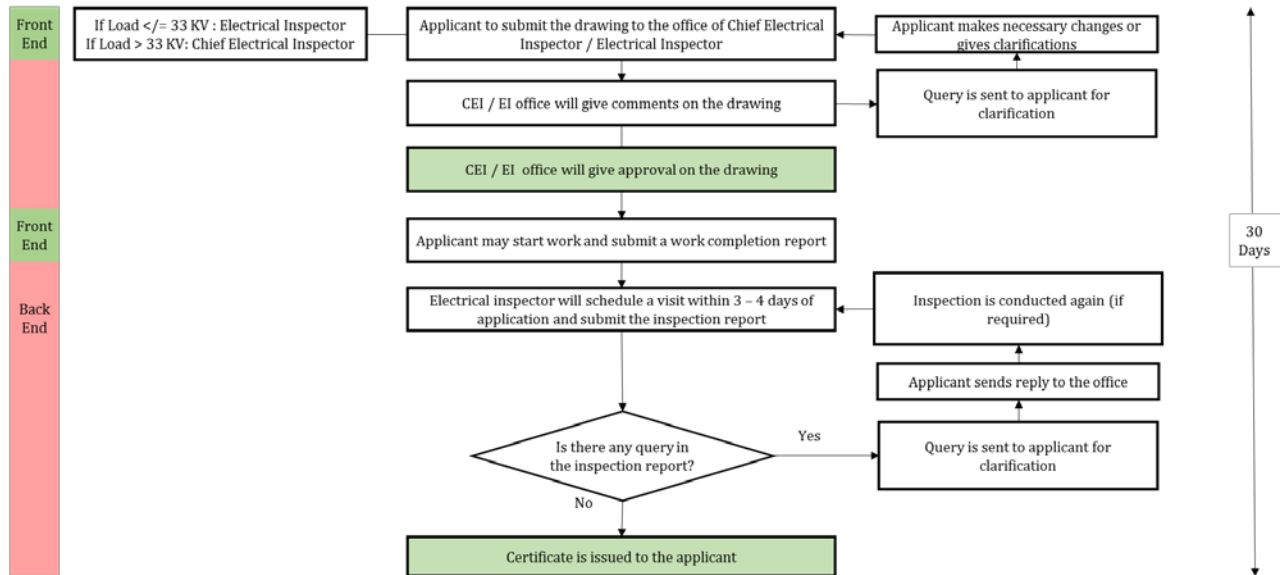 Front
End
If Load </= 33 KV : Electrical Inspector
If Load > 33 KV: Chief Electrical Inspector
Applicant to submit the drawing to the office of Chief Electrical
Inspector / Electrical Inspector
Applicant makes necessary changes or
gives clarifications
CEI / EI office will give comments on the drawing
Query is sent to applicant for
clarification
CEI / EI  office will give approval on the drawing
Front
End
Applicant may start work and submit a work completion report
30
Days
Back
End
Electrical inspector will schedule a visit within 3 – 4 days of
application and submit the inspection report
Inspection is conducted again (if
required)
Applicant sends reply to the office
Is there any query in
the inspection report?
Yes
Query is sent to applicant for
clarification
No
Certificate is issued to the applicant